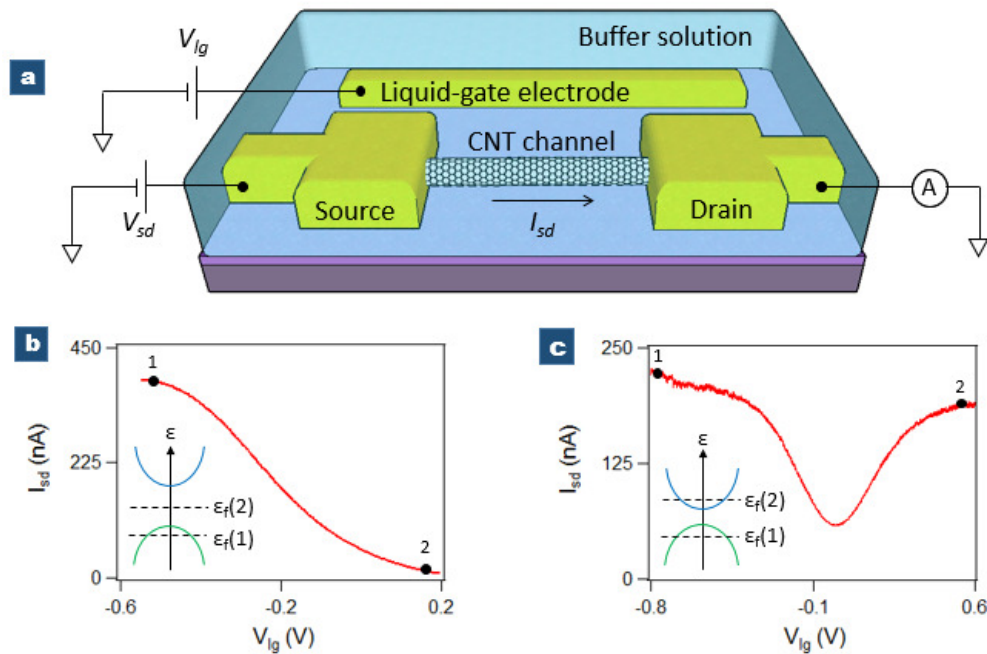 a
V_lg
Buffer solution
Liquid-gate electrode
CNT channel
Source
Drain
I_sd
V_sd
A
b
450
225
0
I_sd (nA)
1
2
ε
ε_f(2)
ε_f(1)
-0.6
-0.2
0.2
V_lg (V)
c
250
125
0
I_sd (nA)
1
2
ε
ε_f(2)
ε_f(1)
-0.8
-0.1
0.6
V_lg (V)